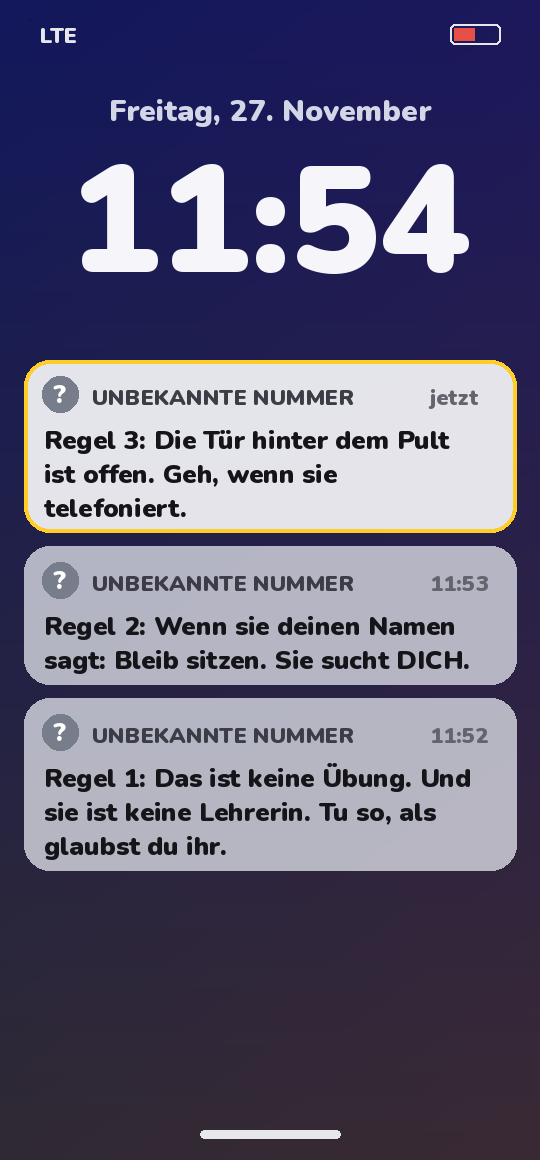 LTE
Freitag, 27. November
11:54
? UNBEKANNTE NUMMER jetzt
Regel 3: Die Tür hinter dem Pult
ist offen. Geh, wenn sie
telefoniert.
? UNBEKANNTE NUMMER 11:53
Regel 2: Wenn sie deinen Namen
sagt: Bleib sitzen. Sie sucht DICH.
? UNBEKANNTE NUMMER 11:52
Regel 1: Das ist keine Übung. Und
sie ist keine Lehrerin. Tu so, als
glaubst du ihr.